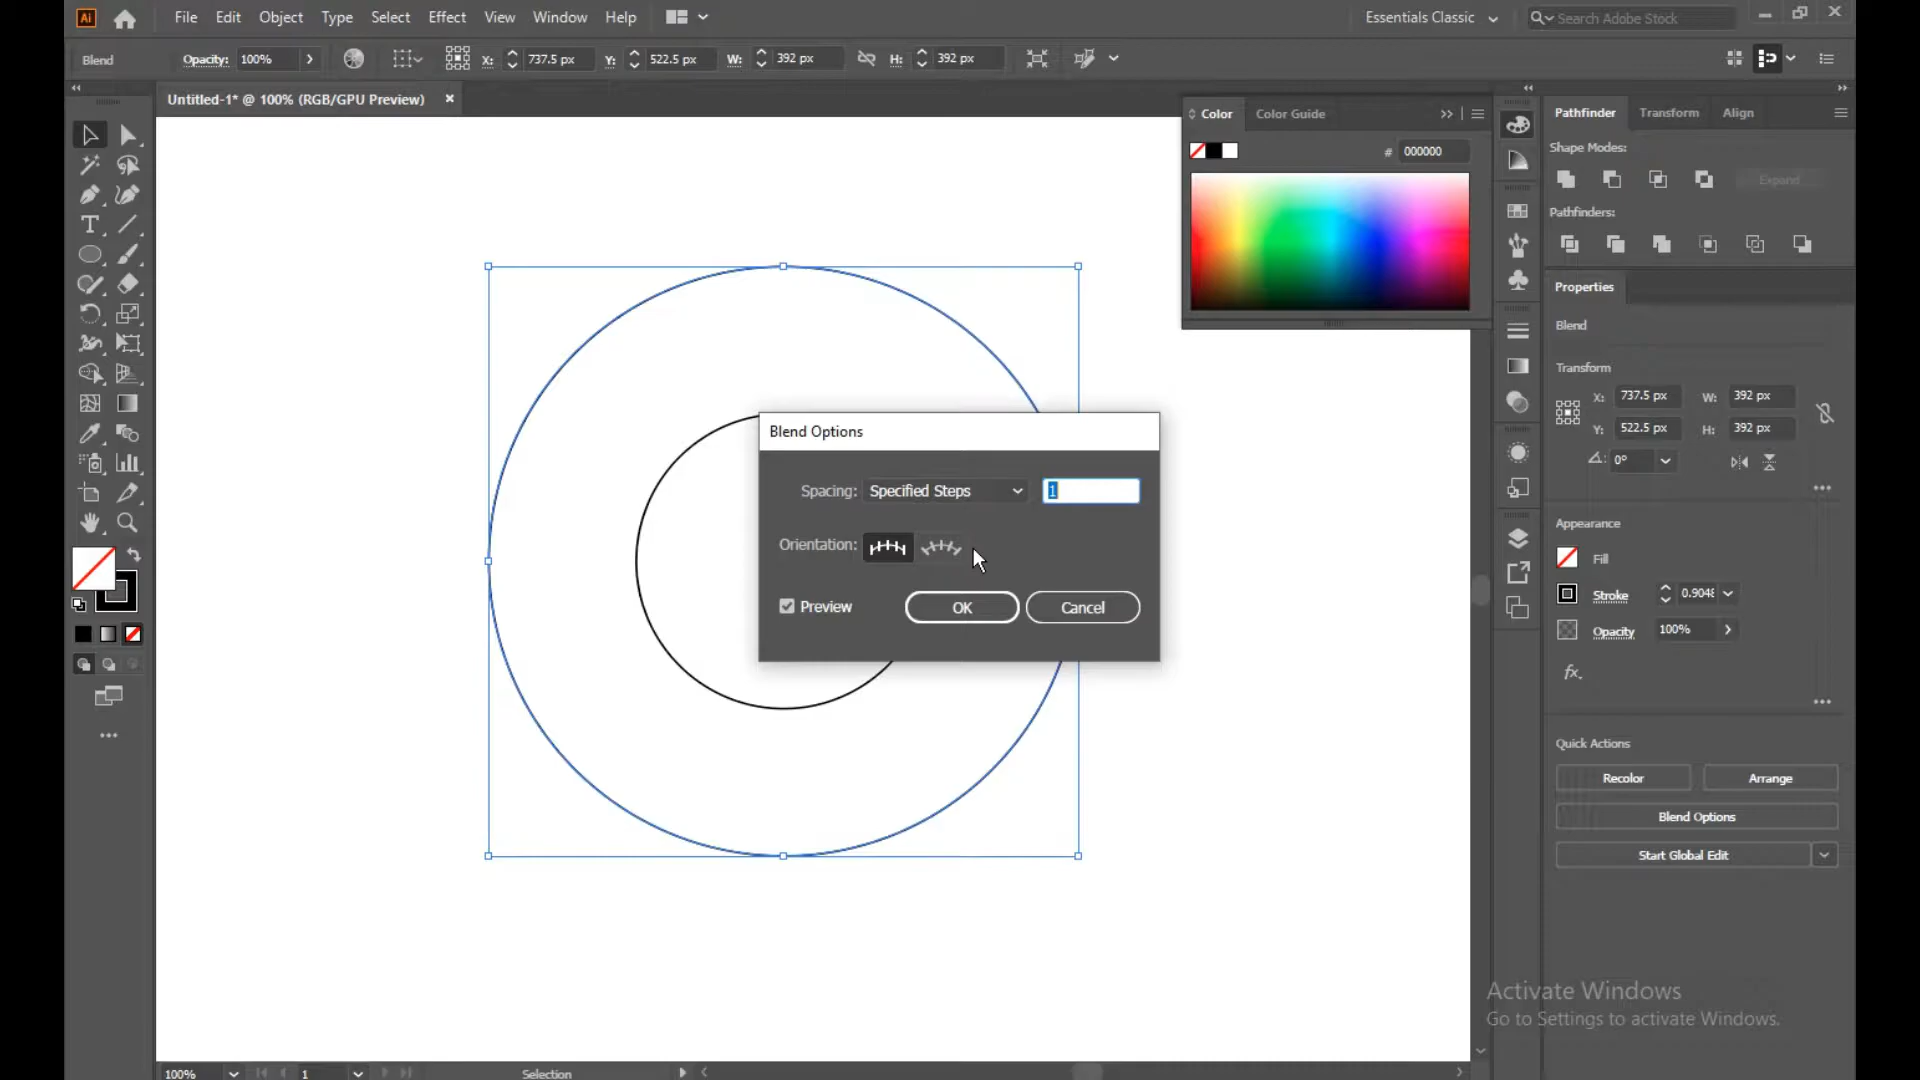 Ai File Edit Object Type Select Effect View Window Help Essentials Classic Search Adobe Stock
Blend Opacity: 100% X: 737.5 px Y: 522.5 px W: 392 px H: 392 px
Untitled-1* @ 100% (RGB/GPU Preview)
Color Color Guide
# 000000
Pathfinder Transform Align
Shape Modes:
Expand
Pathfinders:
Properties
Blend
Transform
X: 737.5 px W: 392 px
Y: 522.5 px H: 392 px
0°
Appearance
Fill
Stroke 0.9048
Opacity 100%
fx.
Quick Actions
Recolor Arrange
Blend Options
Start Global Edit
Blend Options
Spacing: Specified Steps 1
Orientation:
Preview OK Cancel
Activate Windows
Go to Settings to activate Windows.
100% 1 Selection